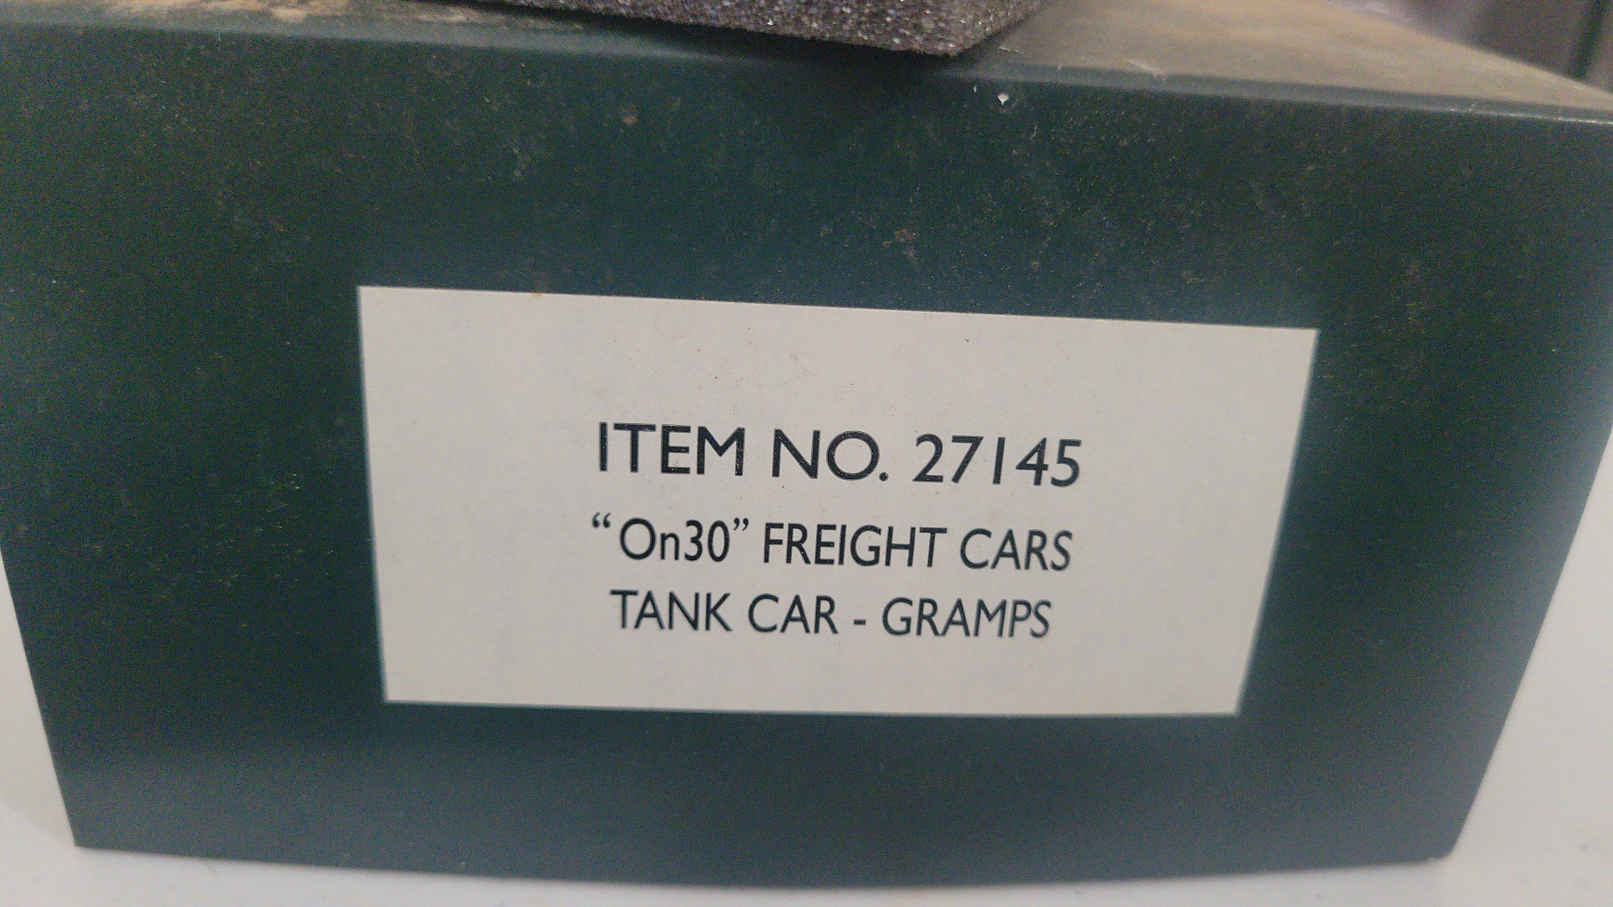 ITEM NO. 27145
“On30” FREIGHT CARS
TANK CAR - GRAMPS